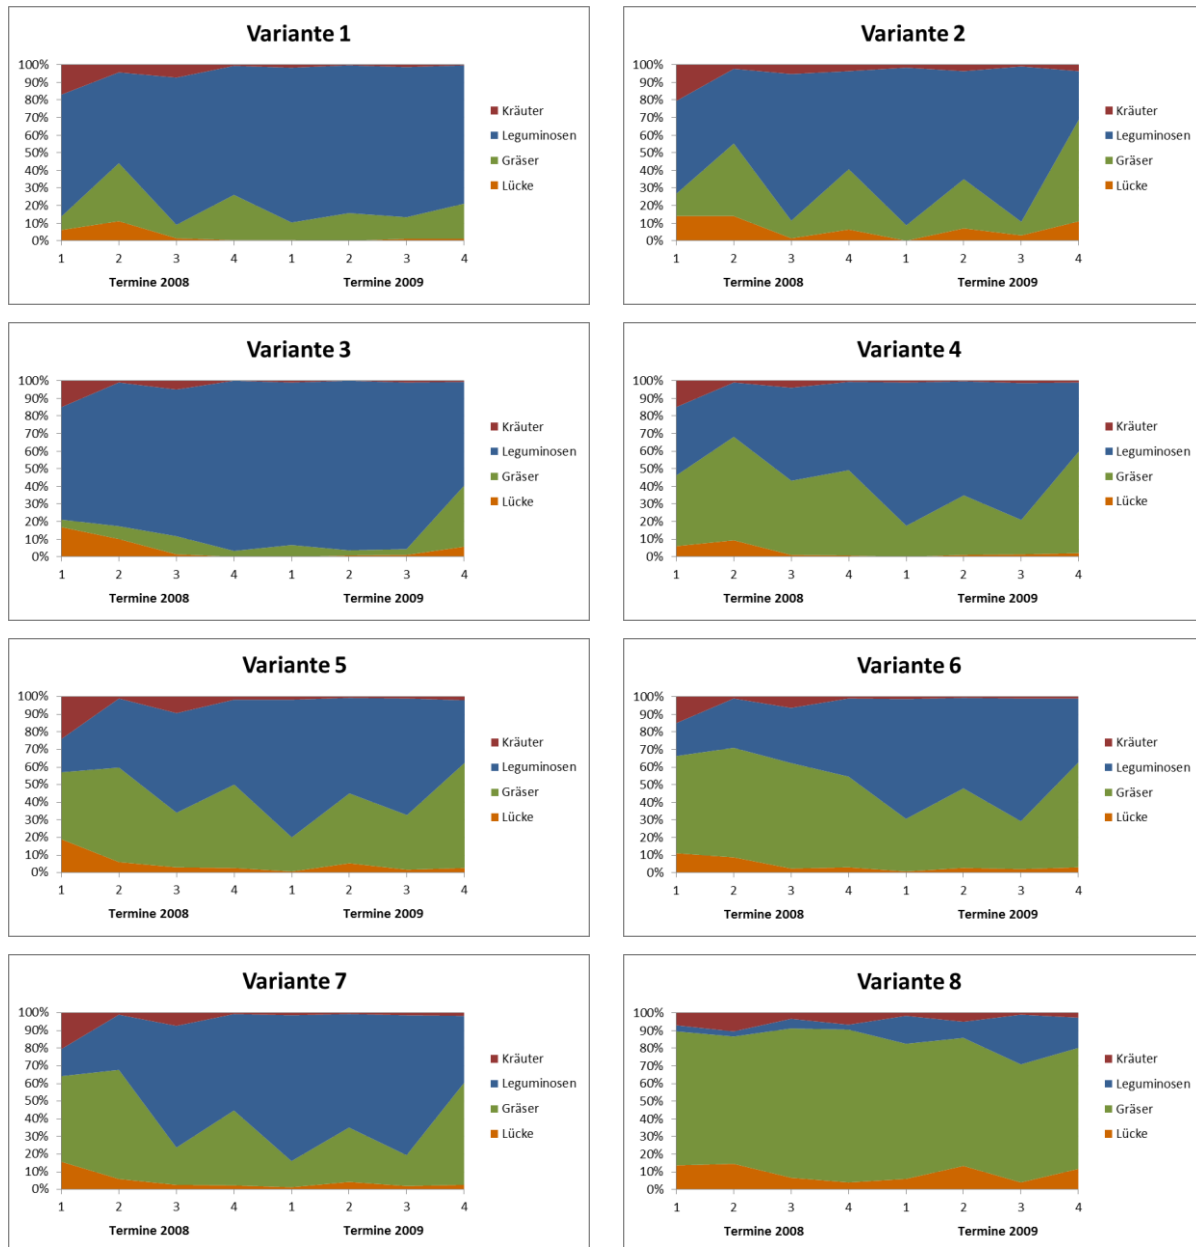 Variante 1
100%
90%
80%
70%
60%
50%
40%
30%
20%
10%
0%
1 2 3 4 1 2 3 4
Termine 2008 Termine 2009
Kräuter
Leguminosen
Gräser
Lücke
Variante 2
100%
90%
80%
70%
60%
50%
40%
30%
20%
10%
0%
1 2 3 4 1 2 3 4
Termine 2008 Termine 2009
Kräuter
Leguminosen
Gräser
Lücke
Variante 3
100%
90%
80%
70%
60%
50%
40%
30%
20%
10%
0%
1 2 3 4 1 2 3 4
Termine 2008 Termine 2009
Kräuter
Leguminosen
Gräser
Lücke
Variante 4
100%
90%
80%
70%
60%
50%
40%
30%
20%
10%
0%
1 2 3 4 1 2 3 4
Termine 2008 Termine 2009
Kräuter
Leguminosen
Gräser
Lücke
Variante 5
100%
90%
80%
70%
60%
50%
40%
30%
20%
10%
0%
1 2 3 4 1 2 3 4
Termine 2008 Termine 2009
Kräuter
Leguminosen
Gräser
Lücke
Variante 6
100%
90%
80%
70%
60%
50%
40%
30%
20%
10%
0%
1 2 3 4 1 2 3 4
Termine 2008 Termine 2009
Kräuter
Leguminosen
Gräser
Lücke
Variante 7
100%
90%
80%
70%
60%
50%
40%
30%
20%
10%
0%
1 2 3 4 1 2 3 4
Termine 2008 Termine 2009
Kräuter
Leguminosen
Gräser
Lücke
Variante 8
100%
90%
80%
70%
60%
50%
40%
30%
20%
10%
0%
1 2 3 4 1 2 3 4
Termine 2008 Termine 2009
Kräuter
Leguminosen
Gräser
Lücke